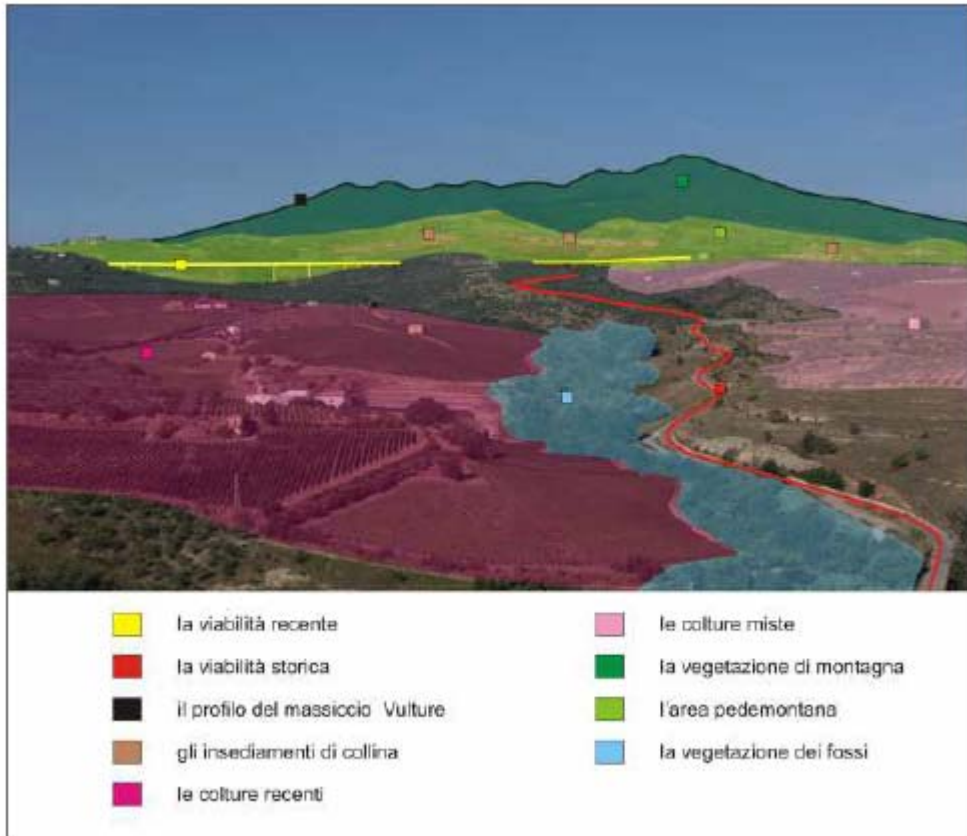 la viabilità recente
la viabilità storica
il profilo del massiccio Vulture
gli insediamenti di collina
le colture recenti
le colture miste
la vegetazione di montagna
l'area pedemontana
la vegetazione dei fossi